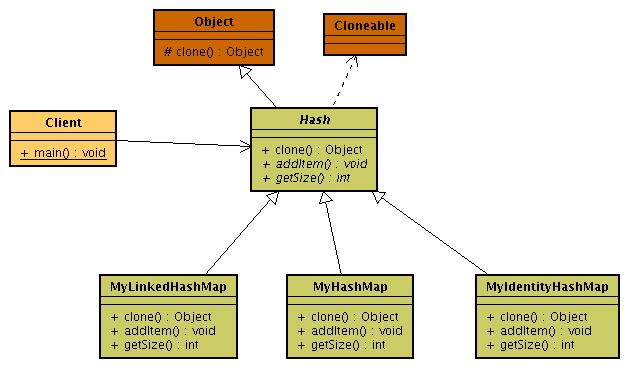 Object
# clone() : Object
Cloneable
Client
+ main() : void
Hash
+ clone() : Object
+ addItem() : void
+ getSize() : int
MyLinkedHashMap
+ clone() : Object
+ addItem() : void
+ getSize() : int
MyHashMap
+ clone() : Object
+ addItem() : void
+ getSize() : int
MyIdentityHashMap
+ clone() : Object
+ addItem() : void
+ getSize() : int